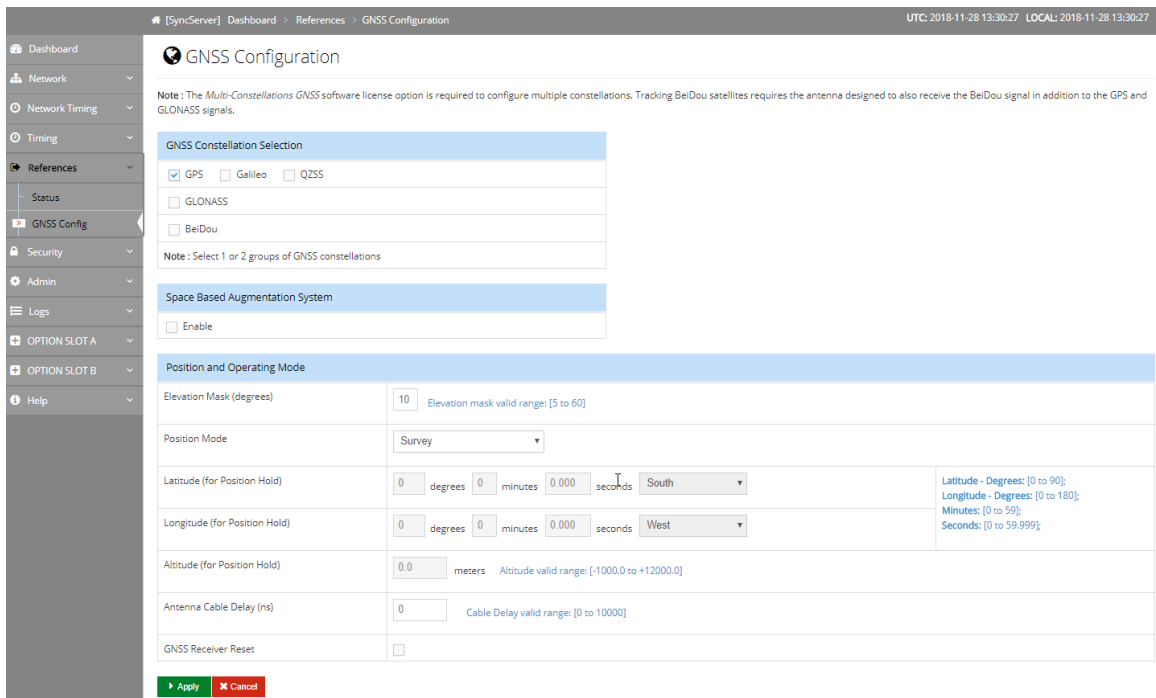 [SyncServer] Dashboard > References > GNSS Configuration
UTC: 2018-11-28 13:30:27 LOCAL: 2018-11-28 13:30:27
Dashboard
Network
Network Timing
Timing
References
Status
GNSS Config
Security
Admin
Logs
OPTION SLOT A
OPTION SLOT B
Help
GNSS Configuration
Note : The Multi-Constellations GNSS software license option is required to configure multiple constellations. Tracking BeiDou satellites requires the antenna designed to also receive the BeiDou signal in addition to the GPS and
GLONASS signals.
GNSS Constellation Selection
GPS Galileo QZSS
GLONASS
BeiDou
Note : Select 1 or 2 groups of GNSS constellations
Space Based Augmentation System
Enable
Position and Operating Mode
Elevation Mask (degrees) 10 Elevation mask valid range: [5 to 60]
Position Mode Survey
Latitude (for Position Hold) 0 degrees 0 minutes 0.000 seconds South
Longitude (for Position Hold) 0 degrees 0 minutes 0.000 seconds West
Latitude - Degrees: [0 to 90];
Longitude - Degrees: [0 to 180];
Minutes: [0 to 59];
Seconds: [0 to 59.999];
Altitude (for Position Hold) 0.0 meters Altitude valid range: [-1000.0 to +12000.0]
Antenna Cable Delay (ns) 0 Cable Delay valid range: [0 to 10000]
GNSS Receiver Reset
Apply Cancel